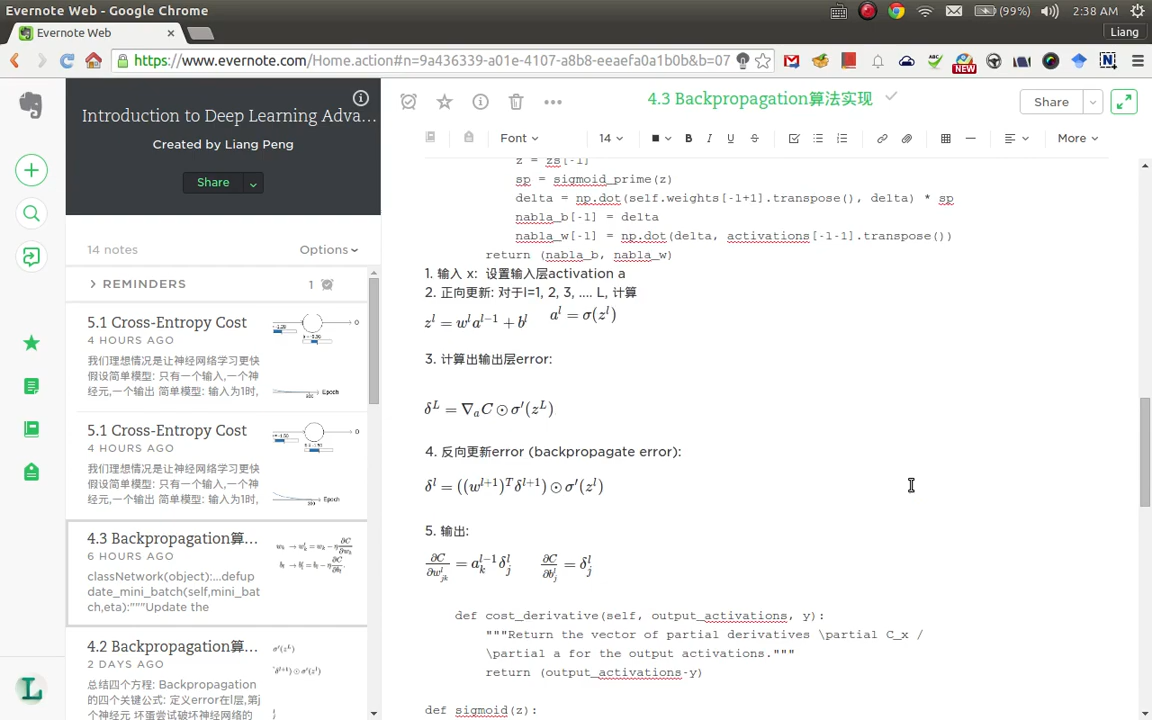 Evernote Web - Google Chrome
(99%)
2:38 AM
Evernote Web
Liang
https://www.evernote.com/Home.action#n=9a436339-a01e-4107-a8b8-eeaefa0a1b0b&b=07
NEW
Introduction to Deep Learning Adva...
Created by Liang Peng
Share
14 notes
Options
REMINDERS
1
5.1 Cross-Entropy Cost
4 HOURS AGO
我们理想情况是让神经网络学习更快
假设简单模型: 只有一个输入,一个神
经元,一个输出 简单模型: 输入为1时,
Epoch
5.1 Cross-Entropy Cost
4 HOURS AGO
我们理想情况是让神经网络学习更快
假设简单模型: 只有一个输入,一个神
经元,一个输出 简单模型: 输入为1时,
4.3 Backpropagation算...
6 HOURS AGO
classNetwork(object):...defup
date_mini_batch(self,mini_bat
ch,eta):"""Update the
4.2 Backpropagation算...
2 DAYS AGO
总结四个方程: Backpropagation
的四个关键公式: 定义error在l层,第j
个神经元 坏蛋尝试破坏神经网络的
4.3 Backpropagation算法实现
Share
Font
14
B I U
More
z = zs[-l]
sp = sigmoid_prime(z)
delta = np.dot(self.weights[-l+1].transpose(), delta) * sp
nabla_b[-l] = delta
nabla_w[-l] = np.dot(delta, activations[-l-1].transpose())
return (nabla_b, nabla_w)
1. 输入 x: 设置输入层activation a
2. 正向更新: 对于l=1, 2, 3, .... L, 计算
z^l = w^l a^{l-1} + b^l a^l = σ(z^l)
3. 计算出输出层error:
δ^L = ∇_a C ⊙ σ′(z^L)
4. 反向更新error (backpropagate error):
δ^l = ((w^{l+1})^T δ^{l+1}) ⊙ σ′(z^l)
5. 输出:
∂C/∂w^l_{jk} = a^{l-1}_k δ^l_j ∂C/∂b^l_j = δ^l_j
def cost_derivative(self, output_activations, y):
"""Return the vector of partial derivatives \partial C_x /
\partial a for the output activations."""
return (output_activations-y)
def sigmoid(z):